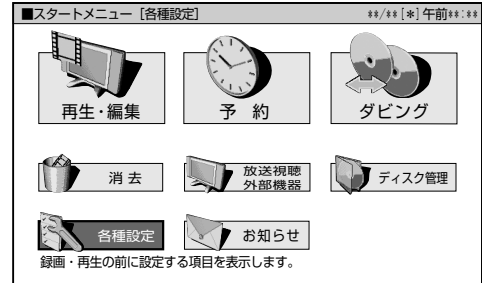 ■スタートメニュー［各種設定］
**/**[*]午前**:**
再生・編集
予 約
ダビング
消 去
放送視聴
外部機器
ディスク管理
各種設定
お知らせ
録画・再生の前に設定する項目を表示します。